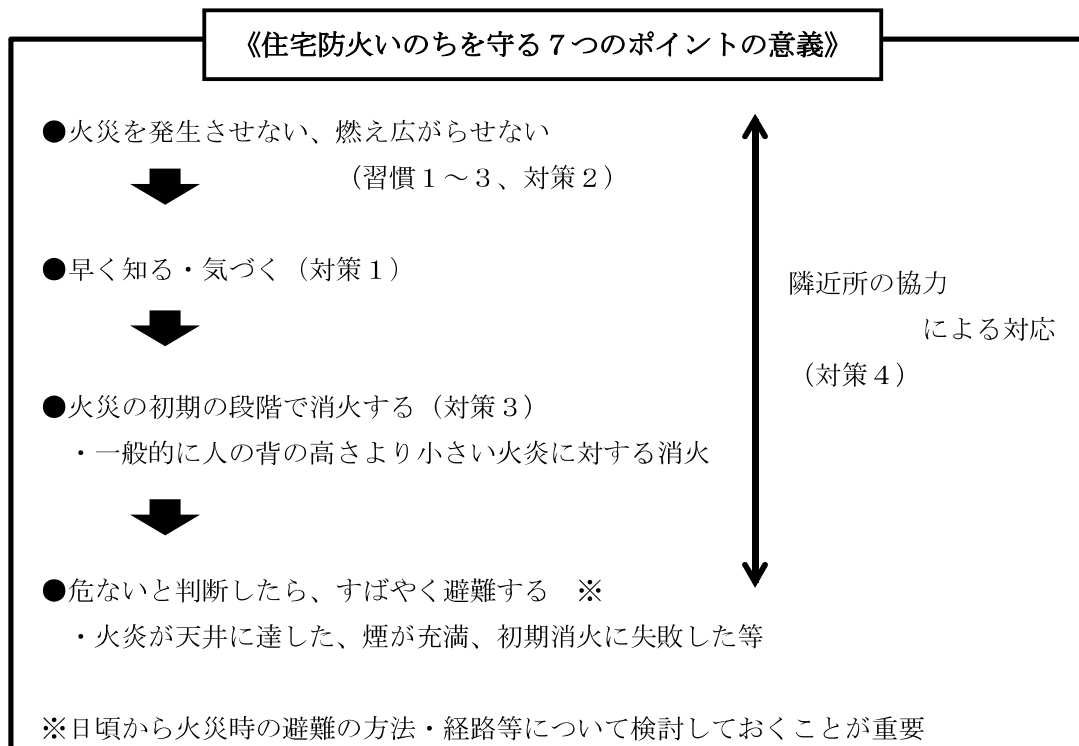 《住宅防火いのちを守る７つのポイントの意義》
●火災を発生させない、燃え広がらせない
（習慣１～３、対策２）
●早く知る・気づく（対策１）
●火災の初期の段階で消火する（対策３）
・一般的に人の背の高さより小さい火炎に対する消火
●危ないと判断したら、すばやく避難する　※
・火炎が天井に達した、煙が充満、初期消火に失敗した等
隣近所の協力
による対応
（対策４）
※日頃から火災時の避難の方法・経路等について検討しておくことが重要